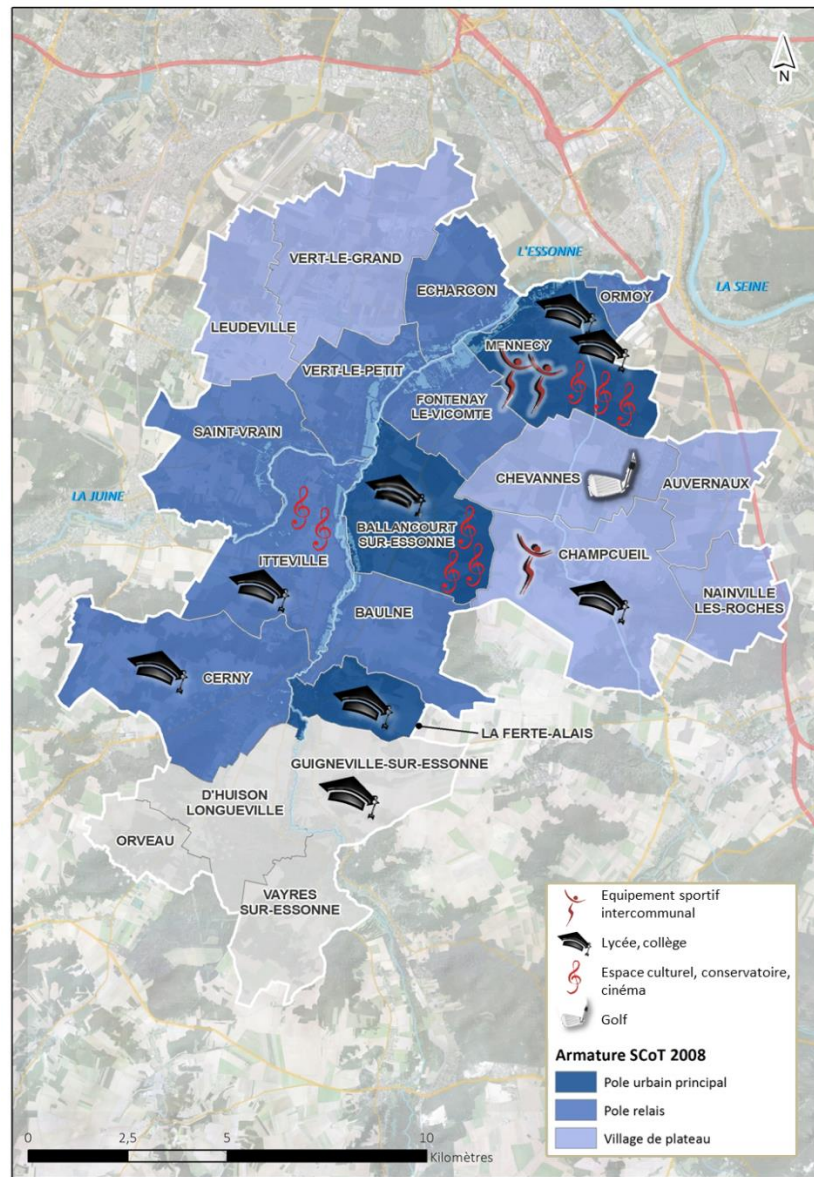 N
VERT-LE-GRAND
L'ESSONNE
ECHARCON
LA SEINE
ORMOY
LEUDEVILLE
MENNECY
VERT-LE-PETIT
FONTENAY
LE-VICOMTE
SAINT-VRAIN
CHEVANNES
AUVERNAUX
LA JUINE
BALLANCOURT
SUR-ESSONNE
CHAMPCUEIL
ITTEVILLE
NAINVILLE
LES-ROCHES
BAULNE
CERNY
LA FERTE-ALAIS
GUIGNEVILLE-SUR-ESSONNE
D'HUISON
LONGUEVILLE
ORVEAU
VAYRES
SUR-ESSONNE
Equipement sportif
intercommunal
Lycée, collège
Espace culturel, conservatoire,
cinéma
Golf
Armature SCoT 2008
Pole urbain principal
Pole relais
Village de plateau
0 2,5 5 10
Kilomètres